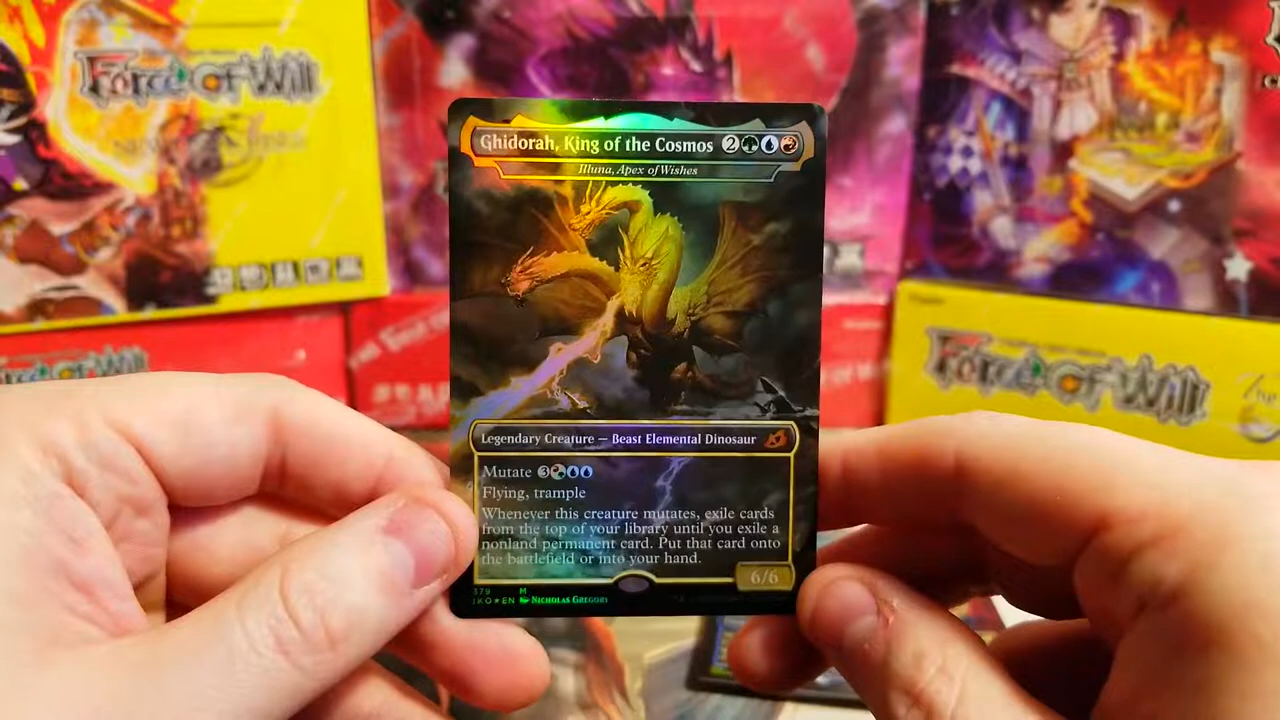 Force OF Will
Ghidorah, King of the Cosmos 2
Illuna, Apex of Wishes
Force OF Will
Legendary Creature — Beast Elemental Dinosaur
Mutate 3
Flying, trample
Whenever this creature mutates, exile cards
from the top of your library until you exile a
nonland permanent card. Put that card onto
the battlefield or into your hand.
6/6
379 M
IKO★EN Nicholas Gregory